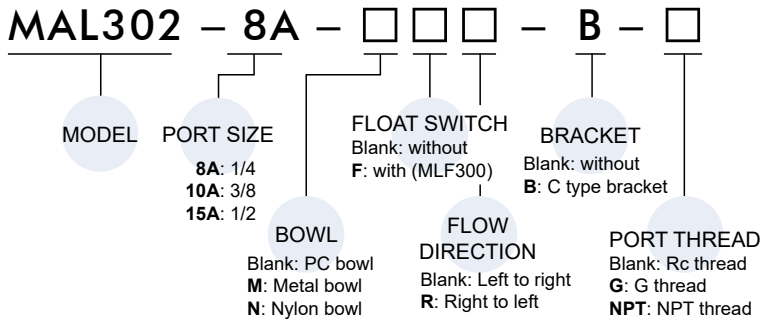 MAL302 – 8A – □ □ □ – B – □
MODEL
PORT SIZE
8A: 1/4
10A: 3/8
15A: 1/2
BOWL
Blank: PC bowl
M: Metal bowl
N: Nylon bowl
FLOAT SWITCH
Blank: without
F: with (MLF300)
FLOW
DIRECTION
Blank: Left to right
R: Right to left
BRACKET
Blank: without
B: C type bracket
PORT THREAD
Blank: Rc thread
G: G thread
NPT: NPT thread